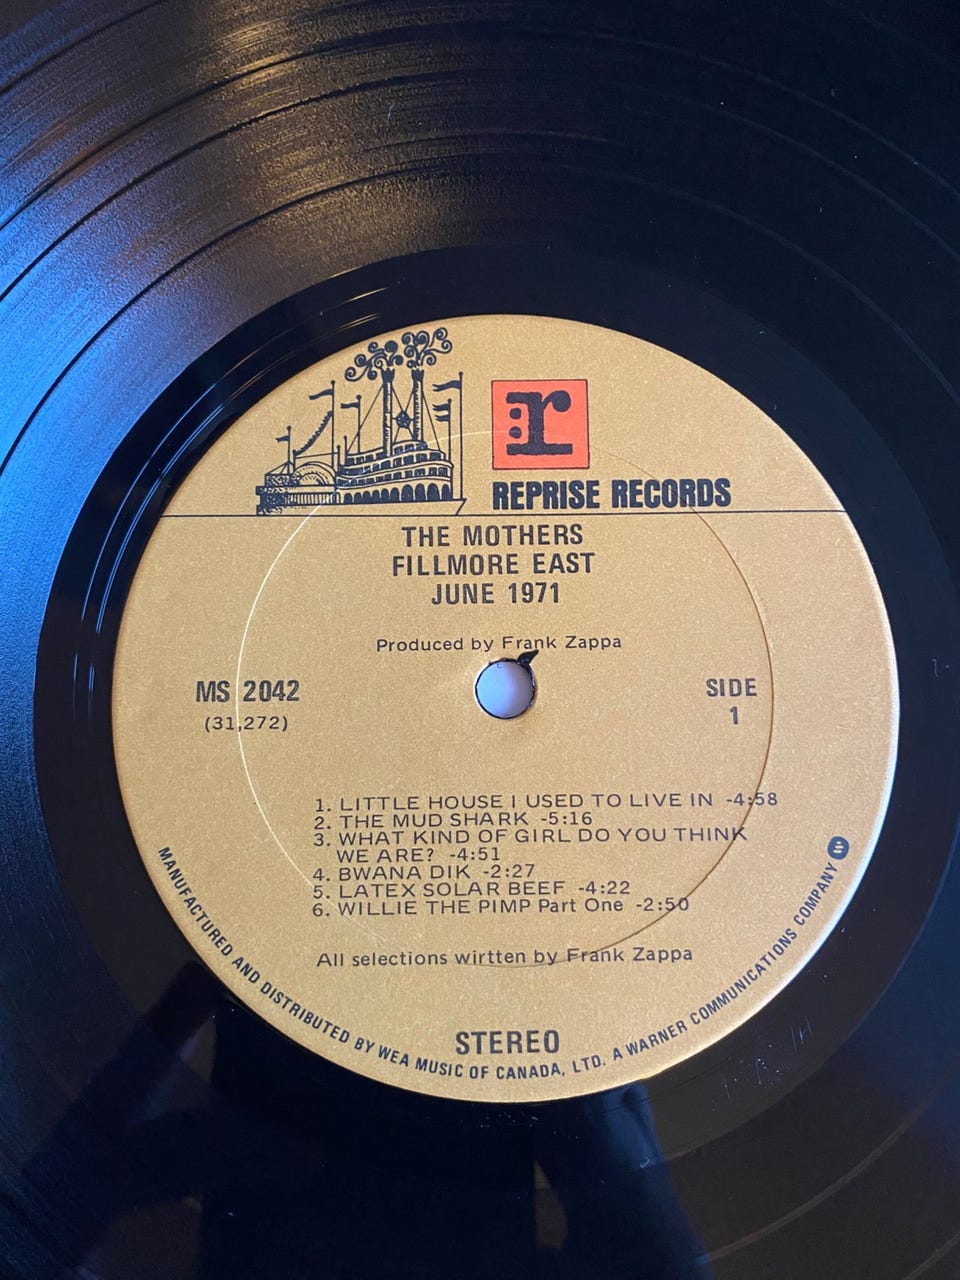 r
REPRISE RECORDS
THE MOTHERS
FILLMORE EAST
JUNE 1971
Produced by Frank Zappa
MS 2042
(31,272)
SIDE
1
1. LITTLE HOUSE I USED TO LIVE IN -4:58
2. THE MUD SHARK -5:16
3. WHAT KIND OF GIRL DO YOU THINK
WE ARE? -4:51
4. BWANA DIK -2:27
5. LATEX SOLAR BEEF -4:22
6. WILLIE THE PIMP Part One -2:50
All selections wirtten by Frank Zappa
STEREO
MANUFACTURED AND DISTRIBUTED BY WEA MUSIC OF CANADA, LTD. A WARNER COMMUNICATIONS COMPANY